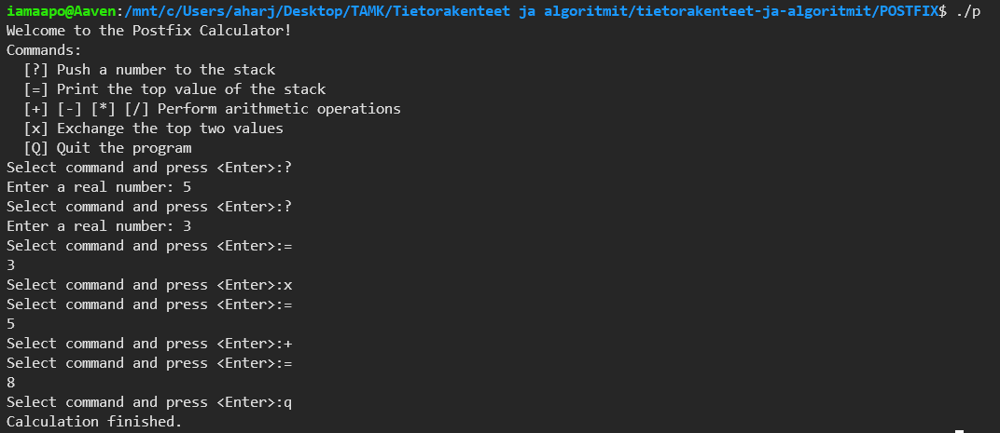 iamaapo@Aaven:/mnt/c/Users/aharj/Desktop/TAMK/Tietorakenteet ja algoritmit/tietorakenteet-ja-algoritmit/POSTFIX$ ./p
Welcome to the Postfix Calculator!
Commands:
  [?] Push a number to the stack
  [=] Print the top value of the stack
  [+] [-] [*] [/] Perform arithmetic operations
  [x] Exchange the top two values
  [Q] Quit the program
Select command and press <Enter>:?
Enter a real number: 5
Select command and press <Enter>:?
Enter a real number: 3
Select command and press <Enter>:=
3
Select command and press <Enter>:x
Select command and press <Enter>:=
5
Select command and press <Enter>:+
Select command and press <Enter>:=
8
Select command and press <Enter>:q
Calculation finished.